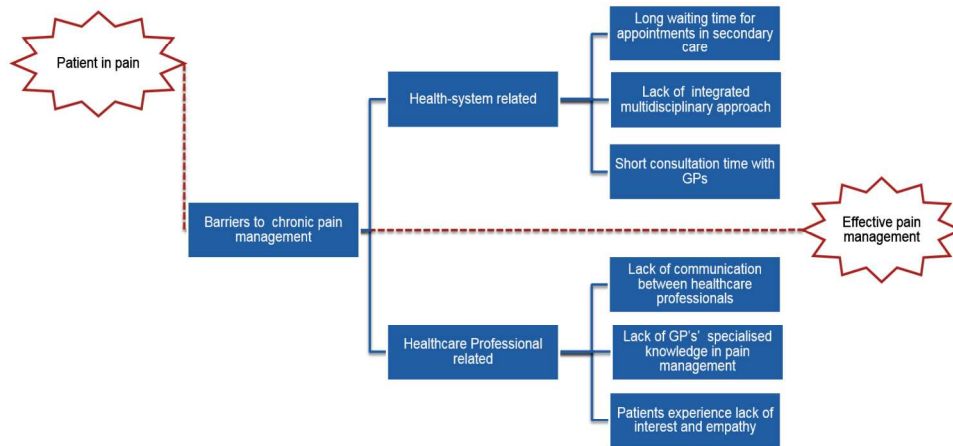 Patient in pain
Long waiting time for
appointments in secondary
care
Health-system related
Lack of integrated
multidisciplinary approach
Short consultation time with
GPs
Barriers to chronic pain
management
Effective pain
management
Lack of communication
between healthcare
professionals
Healthcare Professional
related
Lack of GP's' specialised
knowledge in pain
management
Patients experience lack of
interest and empathy